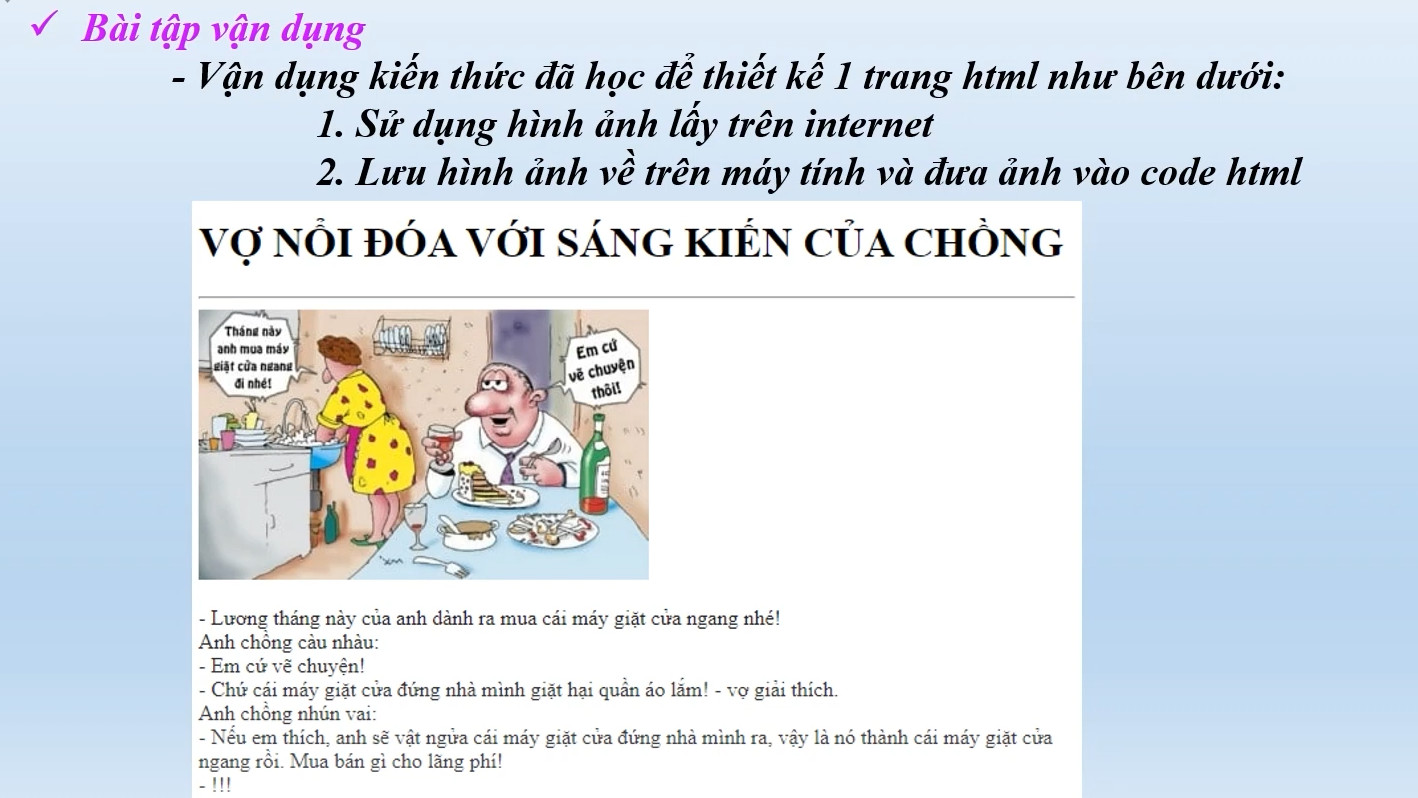 ✓ Bài tập vận dụng
- Vận dụng kiến thức đã học để thiết kế 1 trang html như bên dưới:
1. Sử dụng hình ảnh lấy trên internet
2. Lưu hình ảnh về trên máy tính và đưa ảnh vào code html
VỢ NỔI ĐÓA VỚI SÁNG KIẾN CỦA CHỒNG
Tháng này
anh mua máy
giặt cửa ngang
đi nhé!
Em cứ
vẽ chuyện
thôi!
- Lương tháng này của anh dành ra mua cái máy giặt cửa ngang nhé!
Anh chồng càu nhàu:
- Em cứ vẽ chuyện!
- Chứ cái máy giặt cửa đứng nhà mình giặt hại quần áo lắm! - vợ giải thích.
Anh chồng nhún vai:
- Nếu em thích, anh sẽ vật ngửa cái máy giặt cửa đứng nhà mình ra, vậy là nó thành cái máy giặt cửa
ngang rồi. Mua bán gì cho lãng phí!
- !!!